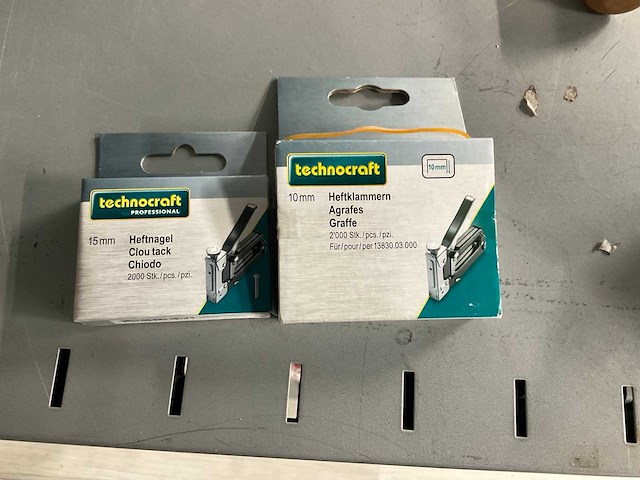 technocraft
PROFESSIONAL
15mm
Heftnagel
Clou tack
Chiodo
2000 Stk./pcs./pzi.
technocraft
10mm
10mm
Heftklammern
Agrafes
Graffe
2'000 Stk./pcs./pzi.
Für/pour/per 13830.03.000